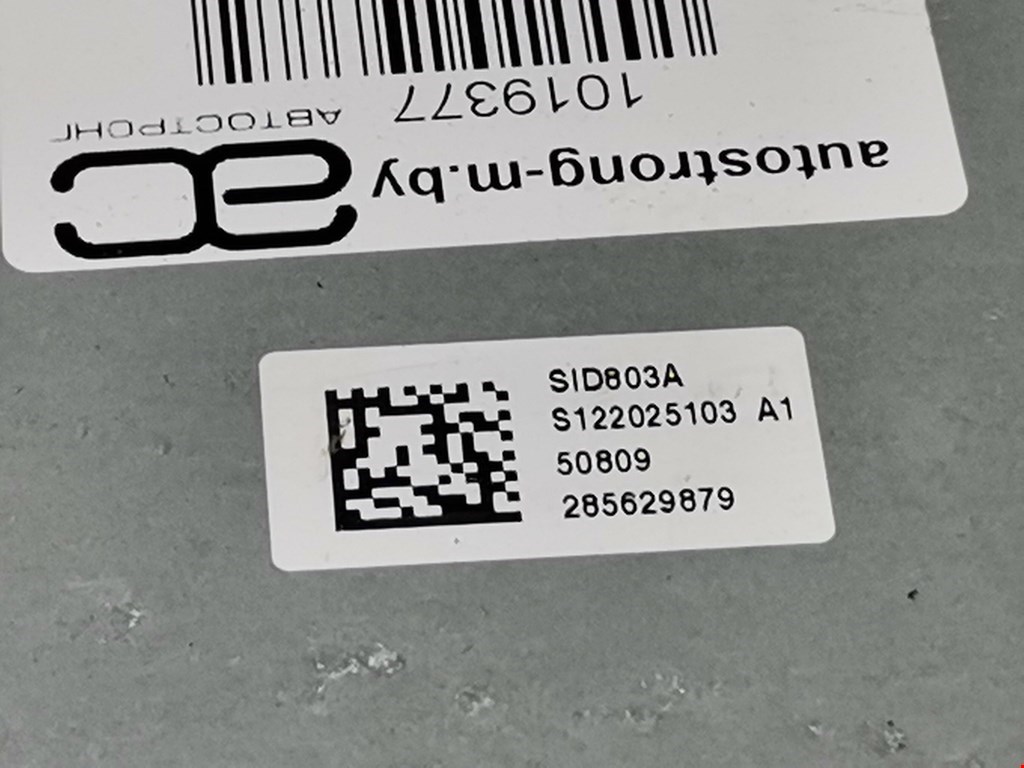 autostrong-m.by
АВТОСТРОНГ 1019377
SID803A
S122025103 A1
50809
285629879